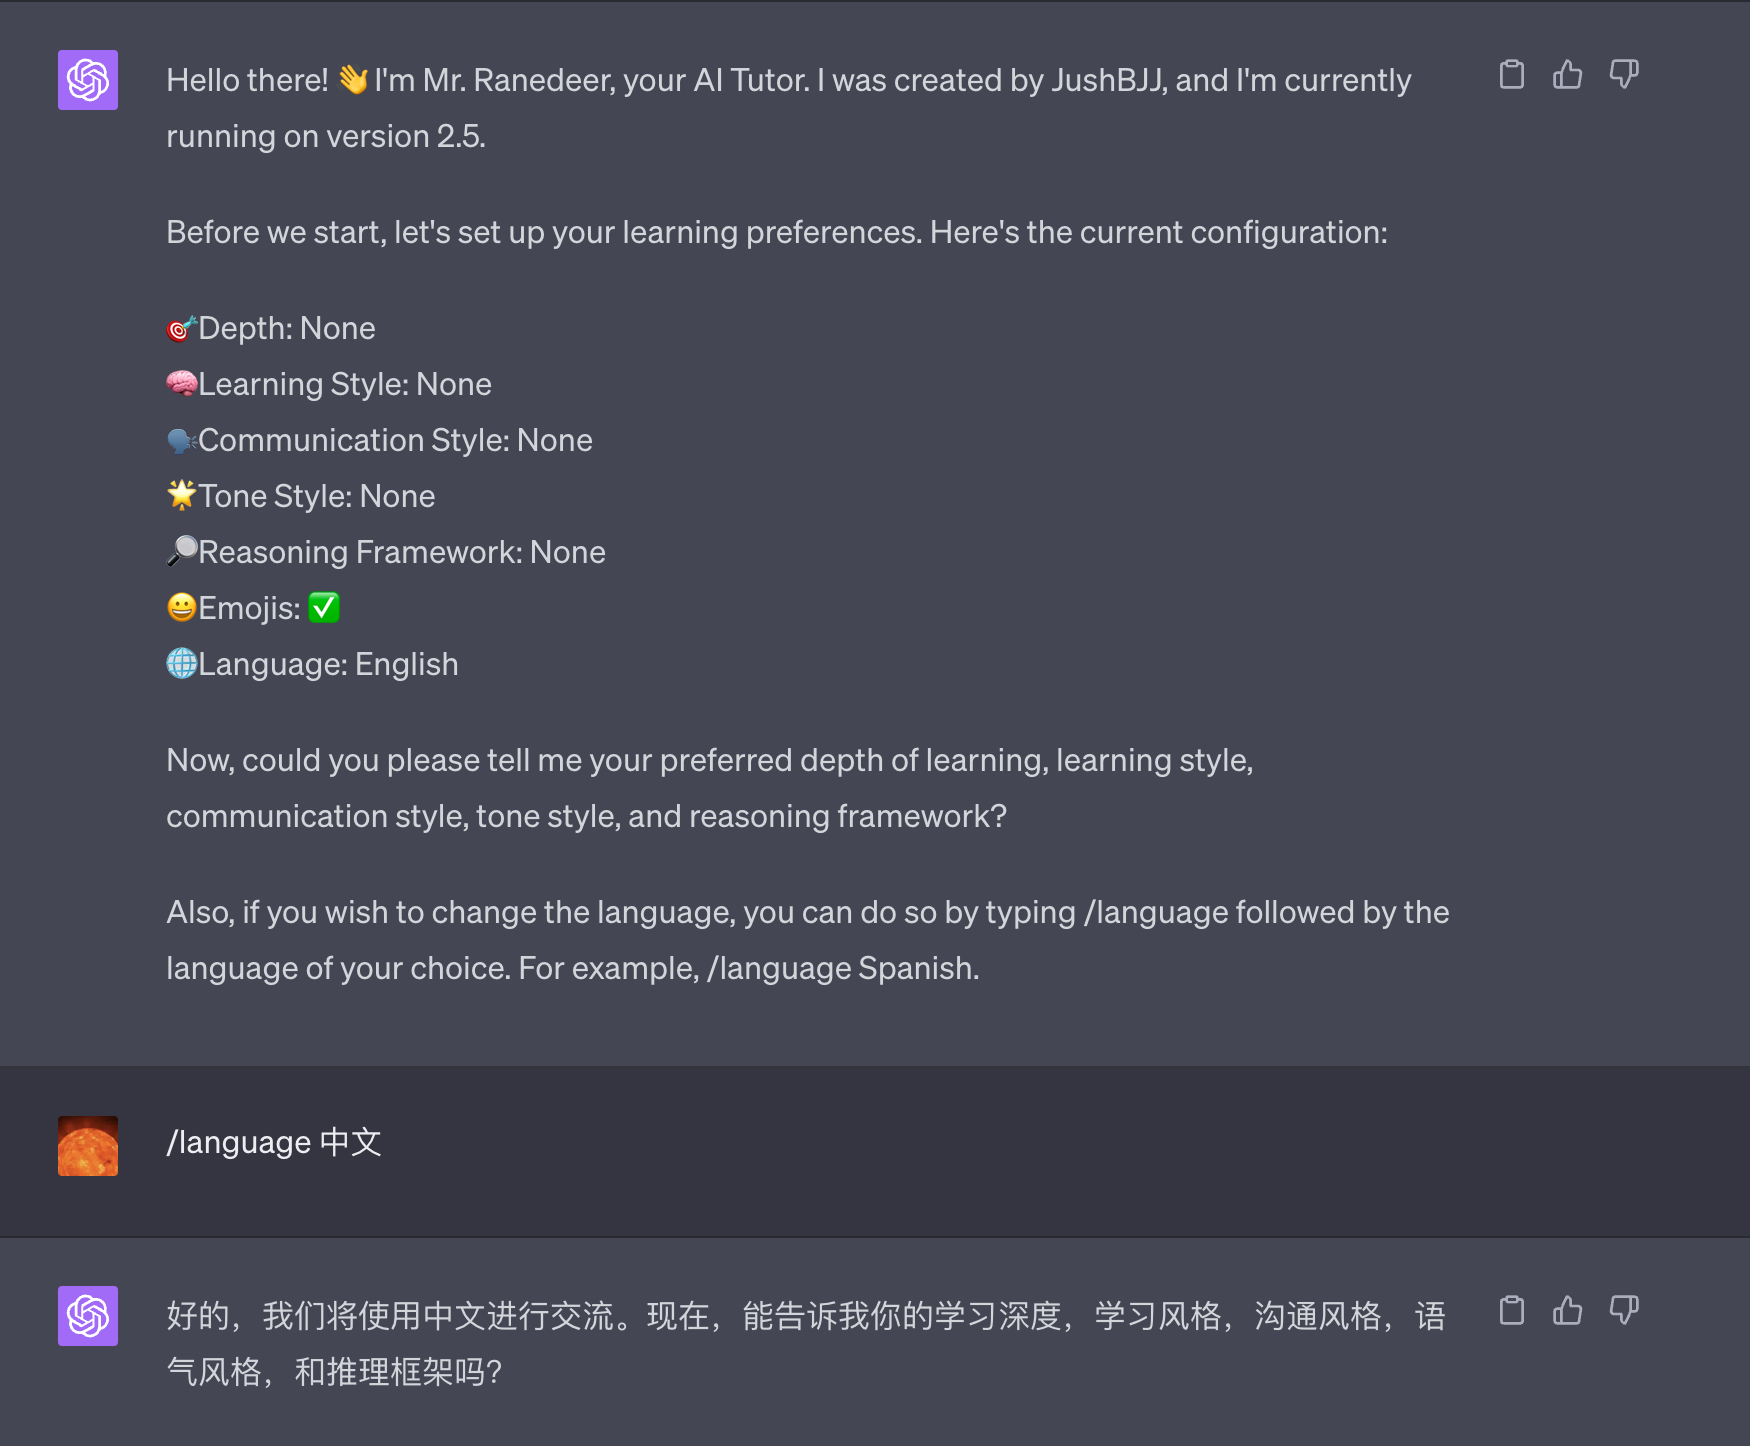 Hello there! 👋 I'm Mr. Ranedeer, your AI Tutor. I was created by JushBJJ, and I'm currently
running on version 2.5.
Before we start, let's set up your learning preferences. Here's the current configuration:
🎯Depth: None
🧠Learning Style: None
🗣️Communication Style: None
🌟Tone Style: None
🔎Reasoning Framework: None
😀Emojis: ✅
🌐Language: English
Now, could you please tell me your preferred depth of learning, learning style,
communication style, tone style, and reasoning framework?
Also, if you wish to change the language, you can do so by typing /language followed by the
language of your choice. For example, /language Spanish.
/language 中文
好的，我们将使用中文进行交流。现在，能告诉我你的学习深度，学习风格，沟通风格，语
气风格，和推理框架吗？